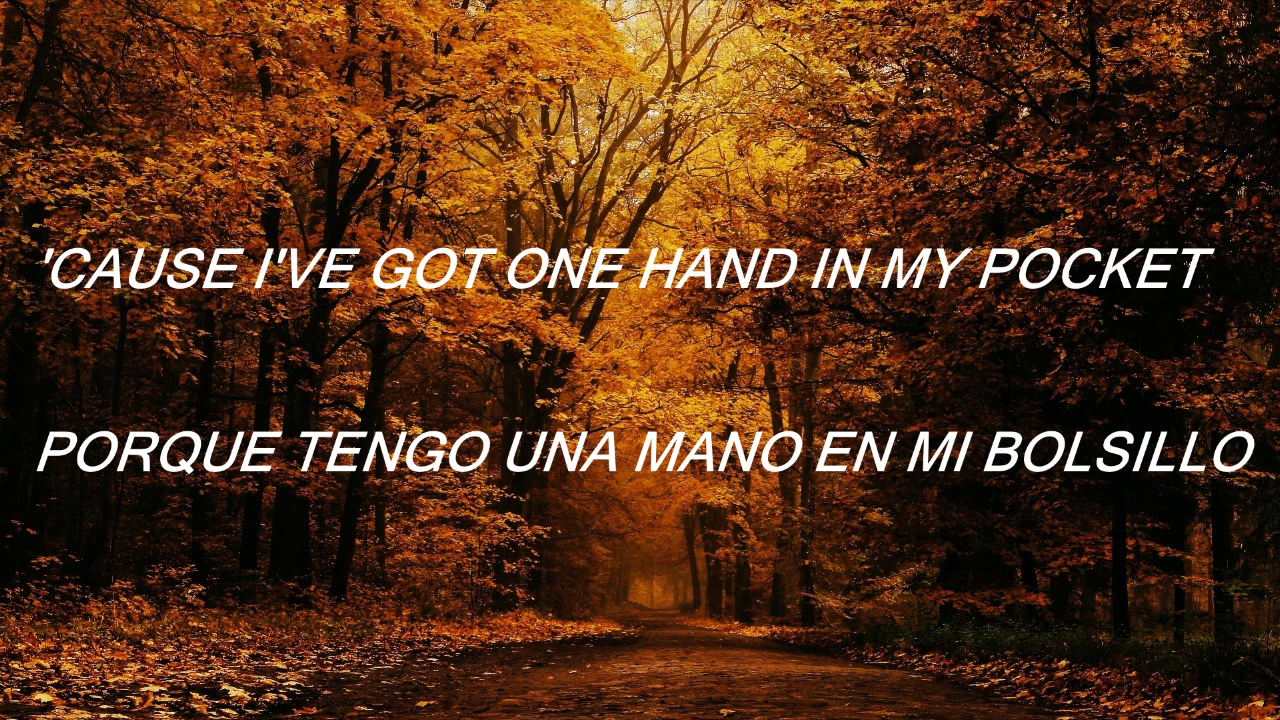 'CAUSE I'VE GOT ONE HAND IN MY POCKET
PORQUE TENGO UNA MANO EN MI BOLSILLO